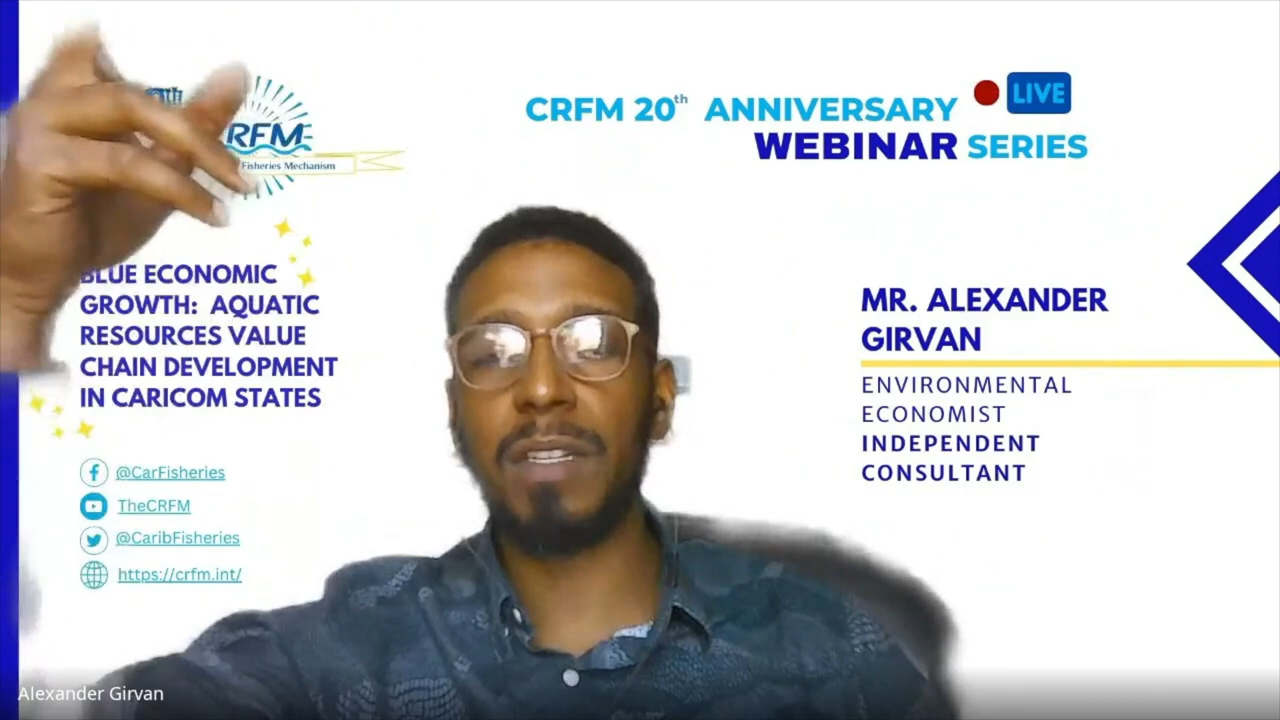 RFM
Fisheries Mechanism
CRFM 20th ANNIVERSARY
LIVE
WEBINAR SERIES
BLUE ECONOMIC
GROWTH: AQUATIC
RESOURCES VALUE
CHAIN DEVELOPMENT
IN CARICOM STATES
@CarFisheries
TheCRFM
@CaribFisheries
https://crfm.int/
MR. ALEXANDER
GIRVAN
ENVIRONMENTAL
ECONOMIST
INDEPENDENT
CONSULTANT
Alexander Girvan